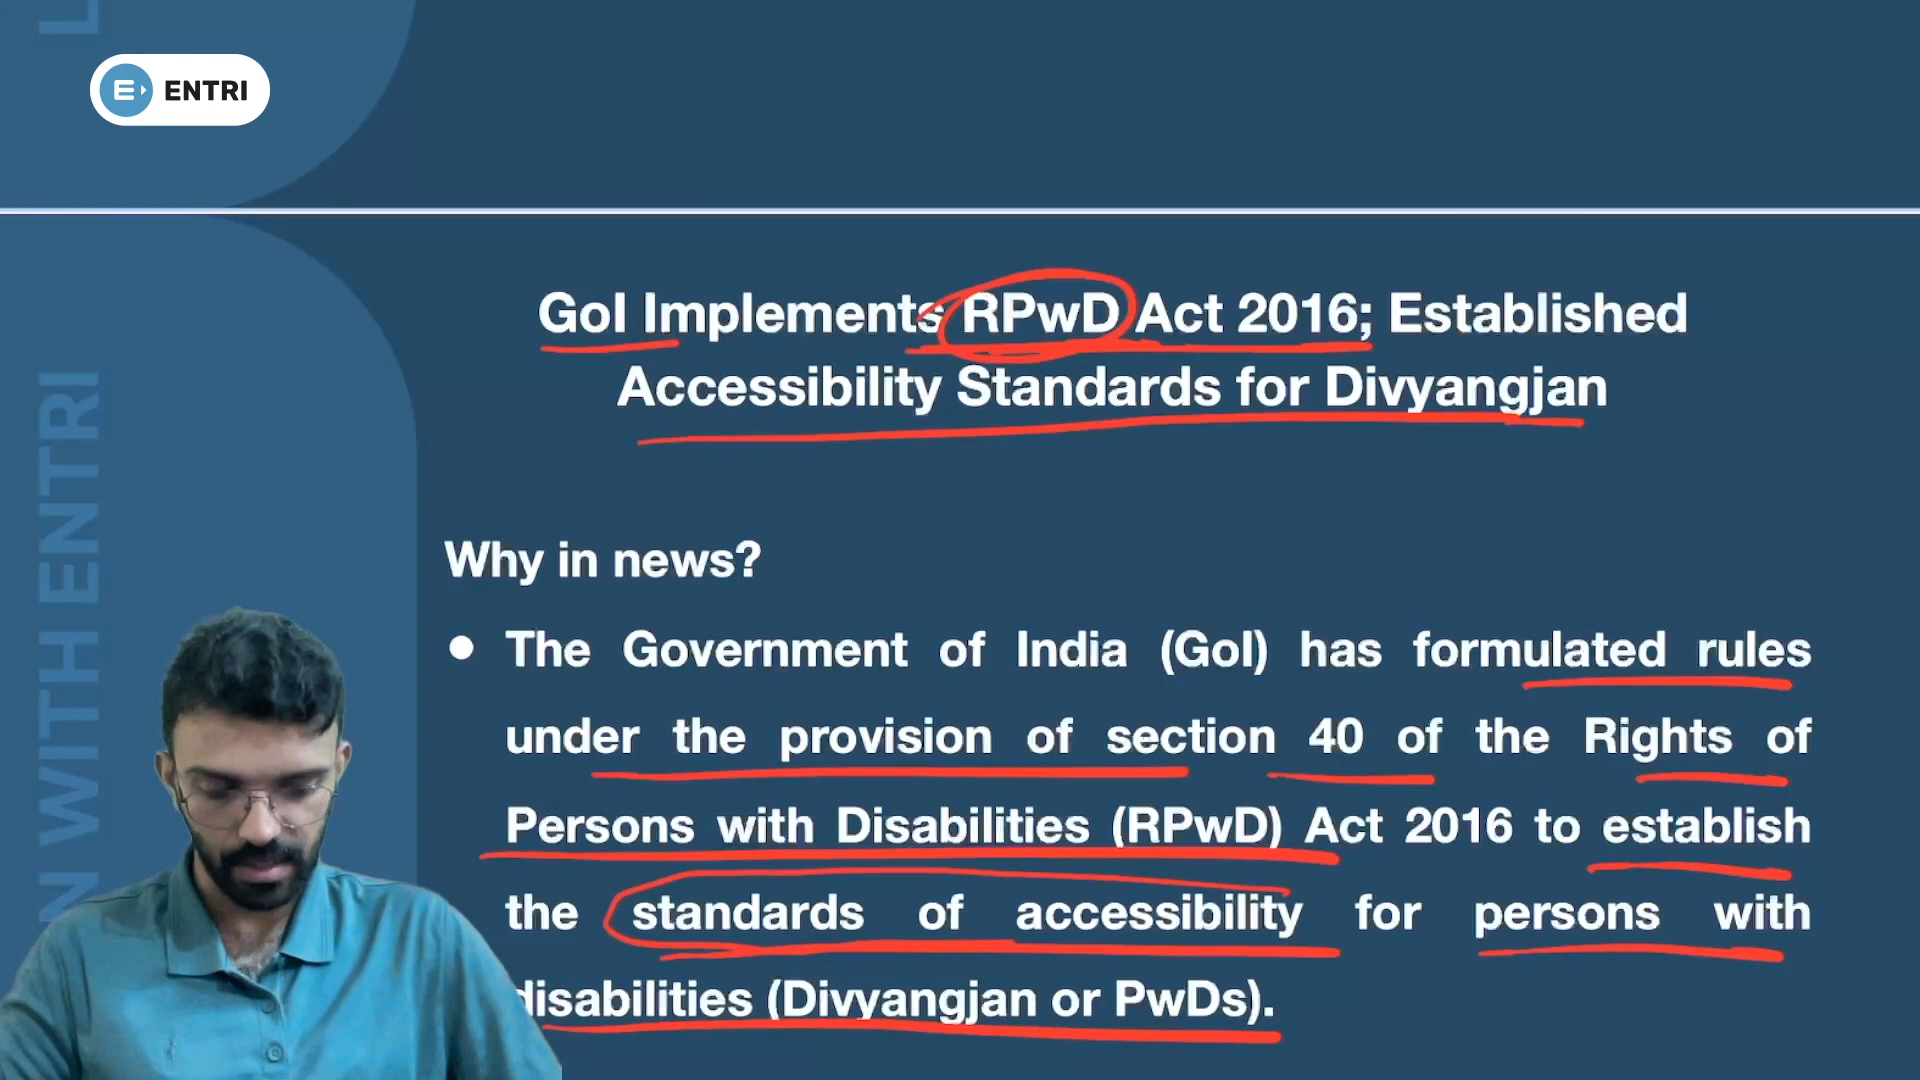 ENTRI
N WITH ENTRI
GoI Implements RPwD Act 2016; Established
Accessibility Standards for Divyangjan
Why in news?
The Government of India (GoI) has formulated rules
under the provision of section 40 of the Rights of
Persons with Disabilities (RPwD) Act 2016 to establish
the standards of accessibility for persons with
disabilities (Divyangjan or PwDs).